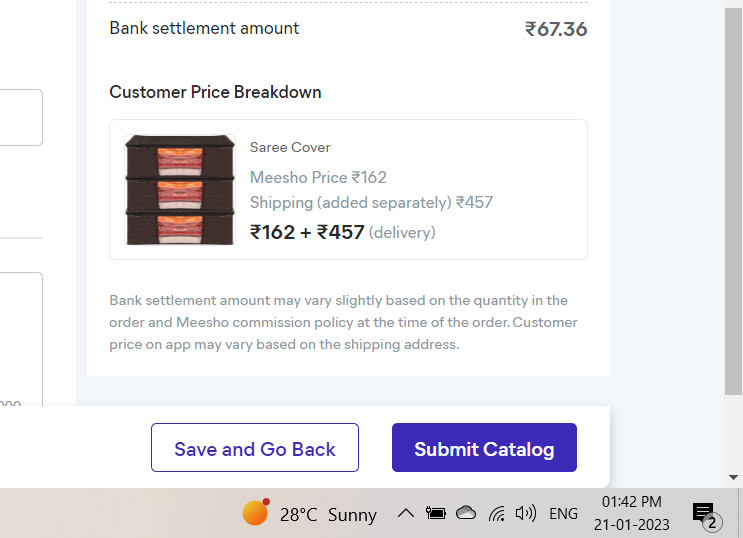 Bank settlement amount ₹67.36
Customer Price Breakdown
Saree Cover
Meesho Price ₹162
Shipping (added separately) ₹457
₹162 + ₹457 (delivery)
Bank settlement amount may vary slightly based on the quantity in the
order and Meesho commission policy at the time of the order. Customer
price on app may vary based on the shipping address.
Save and Go Back
Submit Catalog
28°C Sunny
ENG
01:42 PM
21-01-2023
2